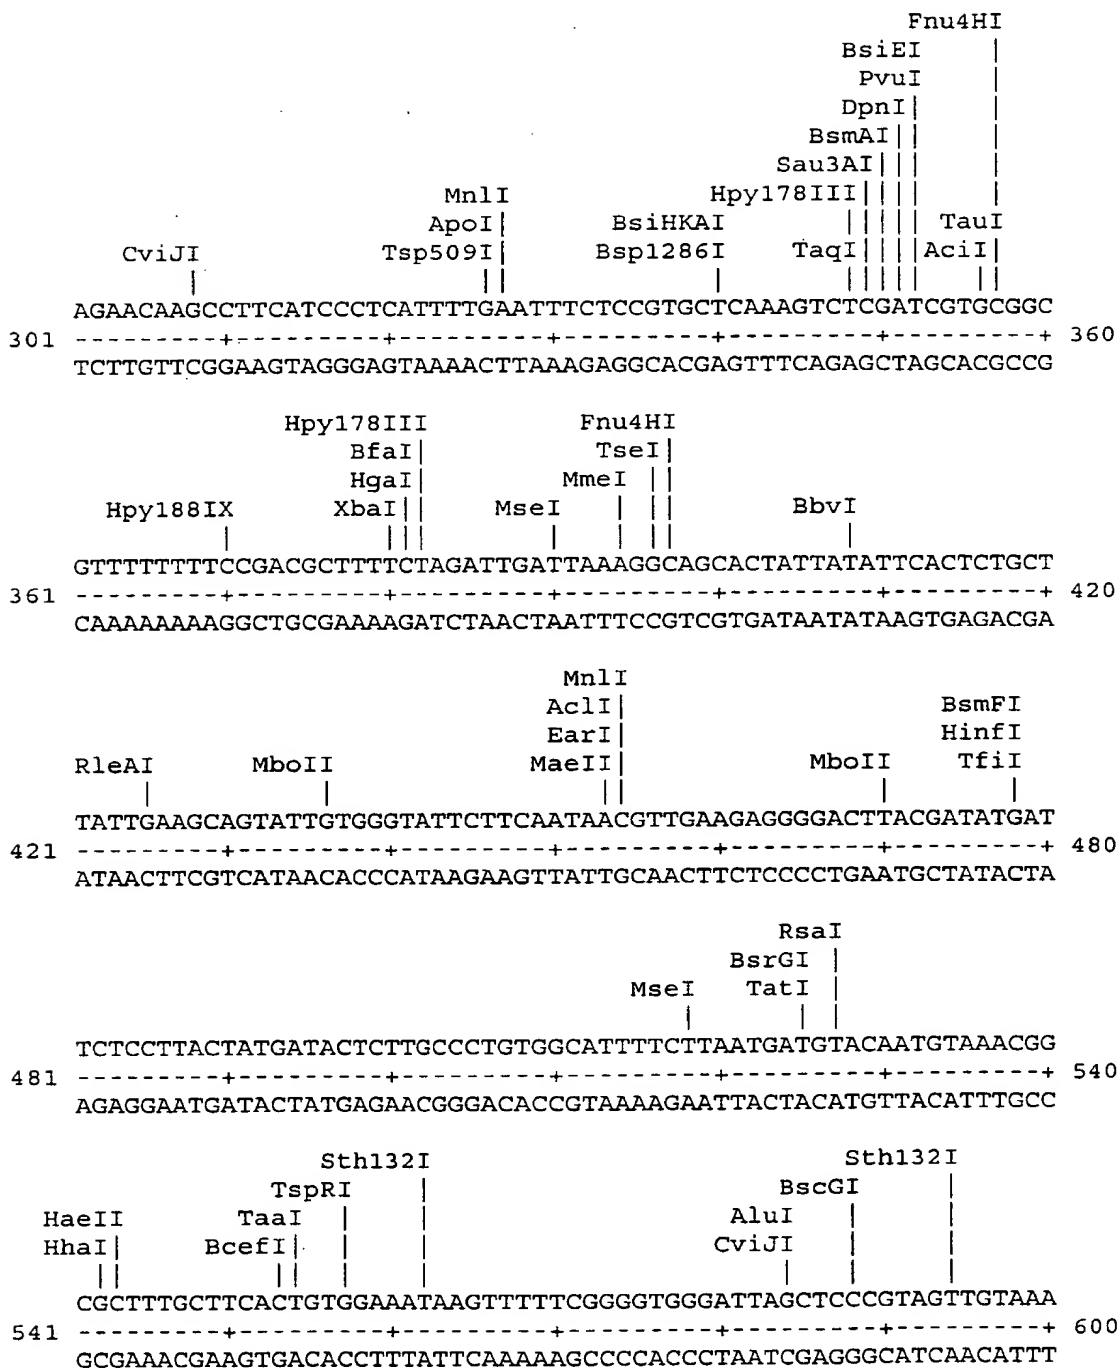 Fnu4HI
BsiEI
PvuI
DpnI
BsmAI
Sau3AI
MnlI Hpy178III
ApoI BsiHKAI TauI
CviJI Tsp509I Bsp1286I TaqI AciI
AGAACAAGCCTTCATCCCTCATTTTGAATTTCTCCGTGCTCAAAGTCTCGATCGTGCGGC
301 ---------+---------+---------+---------+---------+---------+ 360
TCTTGTTCGGAAGTAGGGAGTAAAACTTAAAGAGGCACGAGTTTCAGAGCTAGCACGCCG
Hpy178III Fnu4HI
BfaI TseI
HgaI MmeI
Hpy188IX XbaI MseI BbvI
GTTTTTTTTCCGACGCTTTTCTAGATTGATTAAAGGCAGCACTATTATATTCACTCTGCT
361 ---------+---------+---------+---------+---------+---------+ 420
CAAAAAAAAGGCTGCGAAAAGATCTAACTAATTTCCGTCGTGATAATATAAGTGAGACGA
MnlI
AclI BsmFI
EarI HinfI
RleAI MboII MaeII MboII TfiI
TATTGAAGCAGTATTGTGGGTATTCTTCAATAACGTTGAAGAGGGGACTTACGATATGAT
421 ---------+---------+---------+---------+---------+---------+ 480
ATAACTTCGTCATAACACCCATAAGAAGTTATTGCAACTTCTCCCCTGAATGCTATACTA
RsaI
BsrGI
MseI TatI
TCTCCTTACTATGATACTCTTGCCCTGTGGCATTTTCTTAATGATGTACAATGTAAACGG
481 ---------+---------+---------+---------+---------+---------+ 540
AGAGGAATGATACTATGAGAACGGGACACCGTAAAAGAATTACTACATGTTACATTTGCC
Sth132I Sth132I
TspRI BscGI
HaeII TaaI AluI
HhaI BcefI CviJI
CGCTTTGCTTCACTGTGGAAATAAGTTTTTCGGGGTGGGATTAGCTCCCGTAGTTGTAAA
541 ---------+---------+---------+---------+---------+---------+ 600
GCGAAACGAAGTGACACCTTTATTCAAAAAGCCCCACCCTAATCGAGGGCATCAACATTT